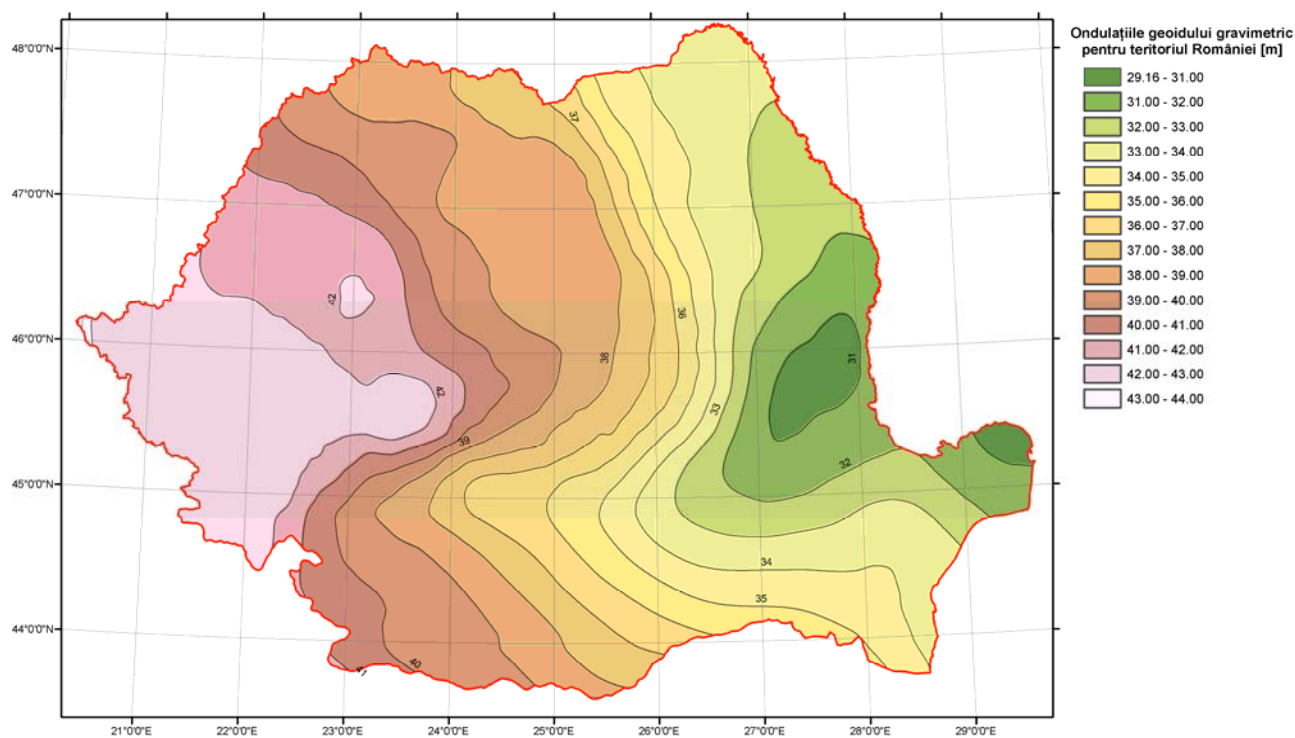 Ondulațiile geoidului gravimetric
pentru teritoriul României [m]
29.16 - 31.00
31.00 - 32.00
32.00 - 33.00
33.00 - 34.00
34.00 - 35.00
35.00 - 36.00
36.00 - 37.00
37.00 - 38.00
38.00 - 39.00
39.00 - 40.00
40.00 - 41.00
41.00 - 42.00
42.00 - 43.00
43.00 - 44.00
48°0'0"N
47°0'0"N
46°0'0"N
45°0'0"N
44°0'0"N
37
42
36
38
31
42
33
39
32
34
35
40
41
21°0'0"E
22°0'0"E
23°0'0"E
24°0'0"E
25°0'0"E
26°0'0"E
27°0'0"E
28°0'0"E
29°0'0"E